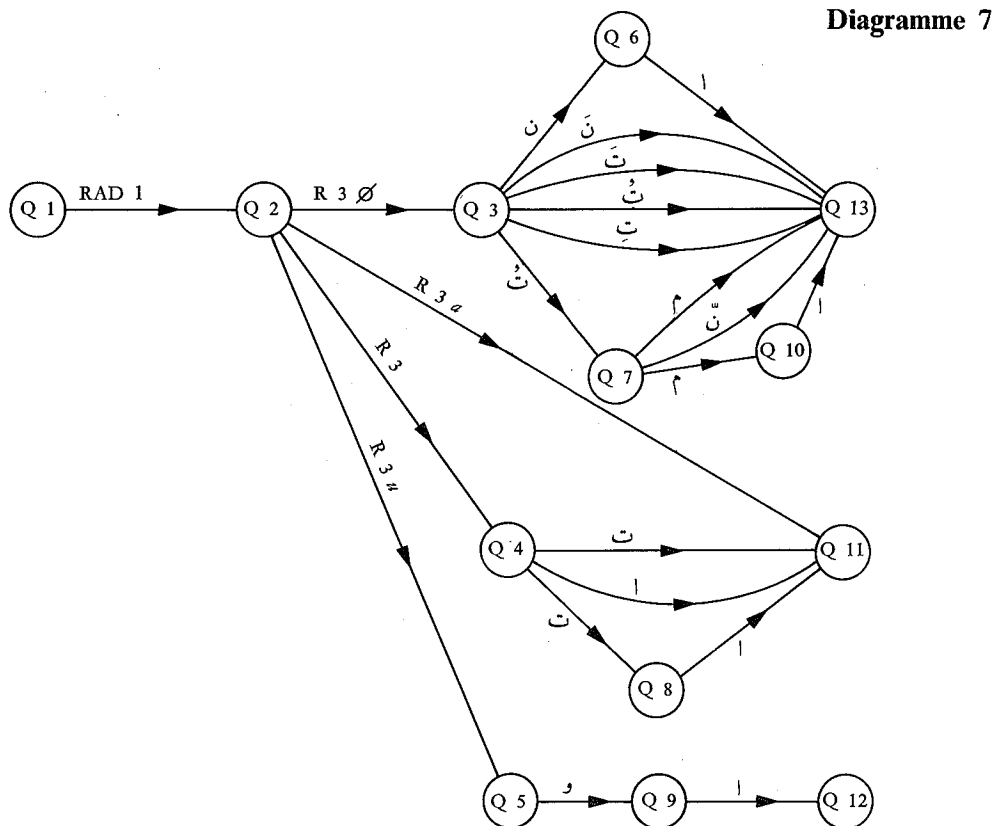 Diagramme 7
Q 6
ن
ا
نَ
تَ
تُ
تِ
Q 1
RAD 1
Q 2
R 3 Ø
Q 3
Q 13
تُ
م
نَّ
م
ا
Q 7
Q 10
R 3 a
R 3
R 3 u
Q 4
ت
ا
Q 11
ت
ا
Q 8
Q 5
و
Q 9
ا
Q 12